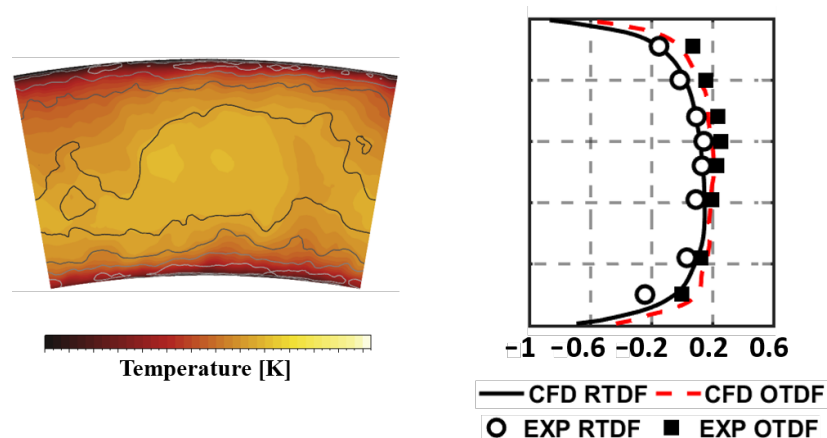 Temperature [K]
-1 -0.6 -0.2 0.2 0.6
CFD RTDF CFD OTDF
EXP RTDF EXP OTDF